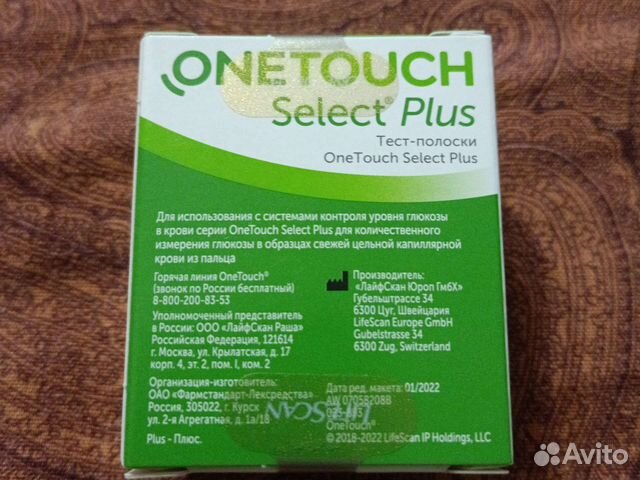 ONETOUCH
Select® Plus
Тест-полоски
OneTouch Select Plus
Для использования с системами контроля уровня глюкозы
в крови серии OneTouch Select Plus для количественного
измерения глюкозы в образцах свежей цельной капиллярной
крови из пальца
Горячая линия OneTouch®
(звонок по России бесплатный)
8-800-200-83-53
Уполномоченный представитель
в России: ООО «ЛайфСкан Раша»
Российская Федерация, 121614
г. Москва, ул. Крылатская, д. 17
корп. 4, эт. 2, пом. I, ком. 2
Организация-изготовитель:
ОАО «Фармстандарт-Лексредства»
Россия, 305022, г. Курск
ул. 2-я Агрегатная, д. 1а/18
Plus - Плюс.
Производитель:
«ЛайфСкан Юроп ГмбХ»
Губельштрассе 34
6300 Цуг, Швейцария
LifeScan Europe GmbH
Gubelstrasse 34
6300 Zug, Switzerland
Дата ред. макета: 01/2022
AW 07058208B
OneTouch®
© 2018-2022 LifeScan IP Holdings, LLC
LIFESCAN
Avito